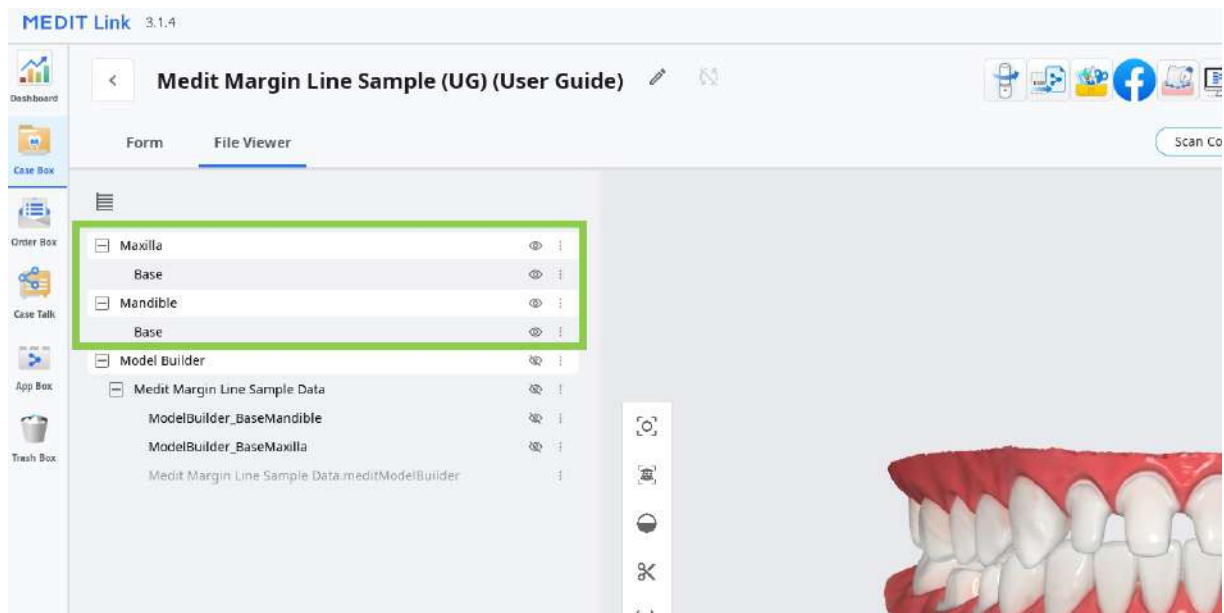 MEDIT Link 3.1.4
Dashboard
Case Box
Order Box
Case Talk
App Box
Trash Box
Medit Margin Line Sample (UG) (User Guide)
Form File Viewer
Scan Co
Maxilla
Base
Mandible
Base
Model Builder
Medit Margin Line Sample Data
ModelBuilder_BaseMandible
ModelBuilder_BaseMaxilla
Medit Margin Line Sample Data.meditModelBuilder